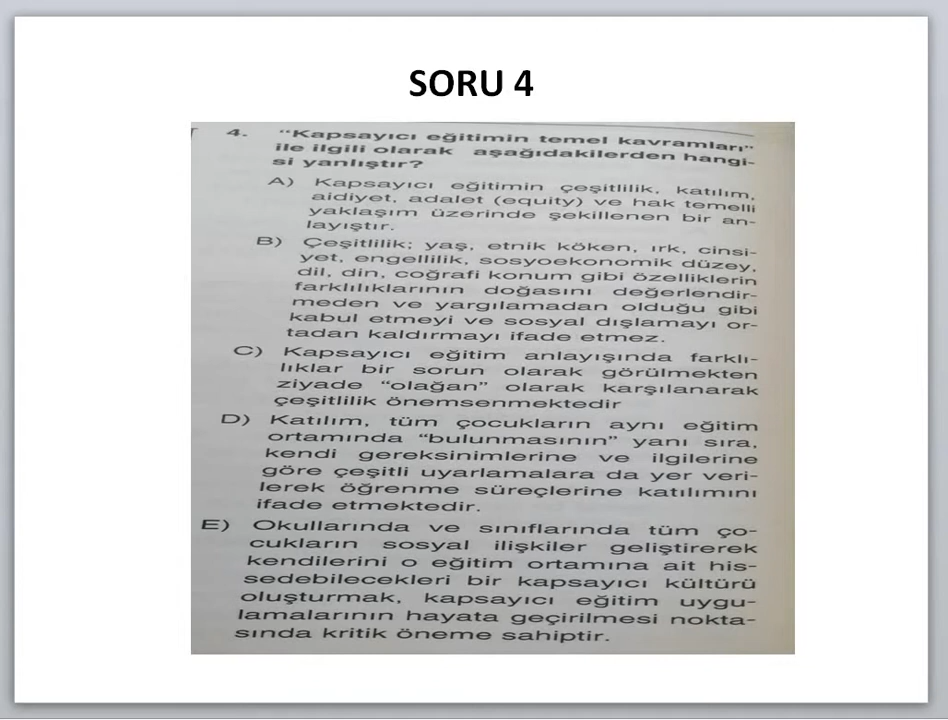 SORU 4
4. "Kapsayıcı eğitimin temel kavramları"
ile ilgili olarak aşağıdakilerden hangi-
si yanlıştır?
A) Kapsayıcı eğitimin çeşitlilik, katılım,
aidiyet, adalet (equity) ve hak temelli
yaklaşım üzerinde şekillenen bir an-
layıştır.
B) Çeşitlilik; yaş, etnik köken, ırk, cinsi-
yet, engellilik, sosyoekonomik düzey,
dil, din, coğrafi konum gibi özelliklerin
farklılıklarının doğasını değerlendir-
meden ve yargılamadan olduğu gibi
kabul etmeyi ve sosyal dışlamayı or-
tadan kaldırmayı ifade etmez.
C) Kapsayıcı eğitim anlayışında farklı-
lıklar bir sorun olarak görülmekten
ziyade "olağan" olarak karşılanarak
çeşitlilik önemsenmektedir
D) Katılım, tüm çocukların aynı eğitim
ortamında "bulunmasının" yanı sıra,
kendi gereksinimlerine ve ilgilerine
göre çeşitli uyarlamalara da yer veri-
lerek öğrenme süreçlerine katılımını
ifade etmektedir.
E) Okullarında ve sınıflarında tüm ço-
cukların sosyal ilişkiler geliştirerek
kendilerini o eğitim ortamına ait his-
sedebilecekleri bir kapsayıcı kültürü
oluşturmak, kapsayıcı eğitim uygu-
lamalarının hayata geçirilmesi nokta-
sında kritik öneme sahiptir.